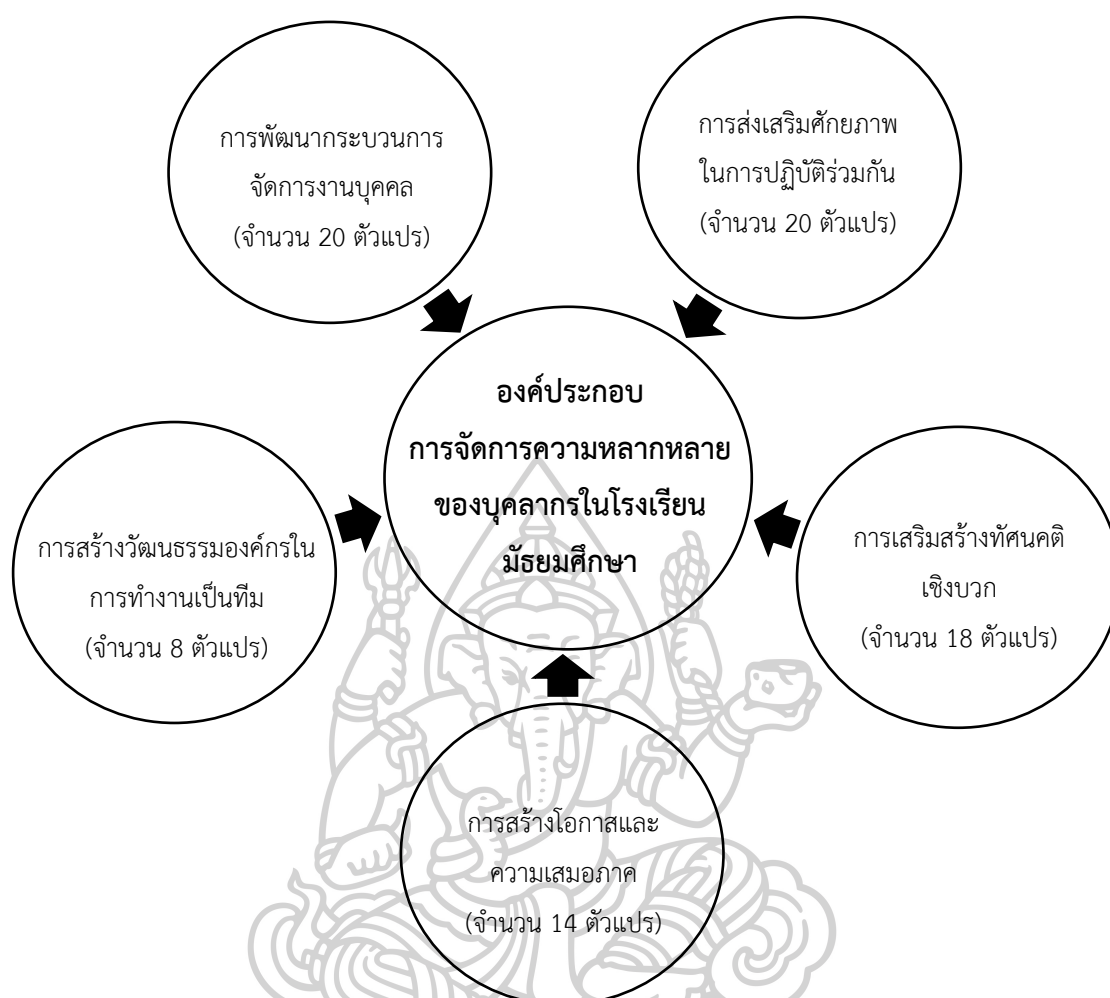 การพัฒนากระบวนการ
จัดการงานบุคคล
(จำนวน 20 ตัวแปร)
การส่งเสริมศักยภาพ
ในการปฏิบัติร่วมกัน
(จำนวน 20 ตัวแปร)
องค์ประกอบ
การจัดการความหลากหลาย
ของบุคลากรในโรงเรียน
มัธยมศึกษา
การสร้างวัฒนธรรมองค์กรใน
การทำงานเป็นทีม
(จำนวน 8 ตัวแปร)
การเสริมสร้างทัศนคติ
เชิงบวก
(จำนวน 18 ตัวแปร)
การสร้างโอกาสและ
ความเสมอภาค
(จำนวน 14 ตัวแปร)